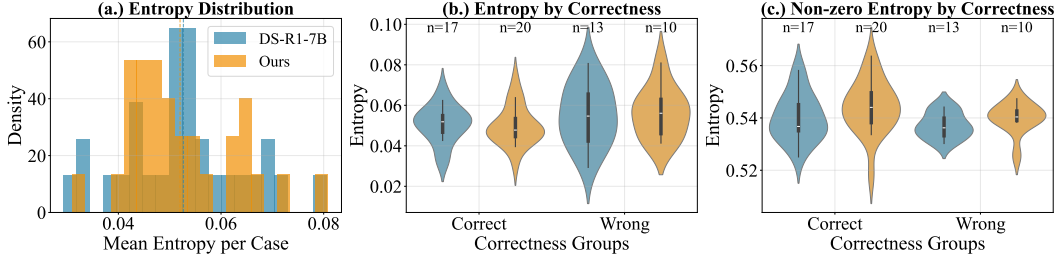 (a.) Entropy Distribution
60
40
20
0
Density
DS-R1-7B
Ours
0.04
0.06
0.08
Mean Entropy per Case
(b.) Entropy by Correctness
n=17
n=20
n=13
n=10
0.10
0.08
0.06
0.04
0.02
Entropy
Correct
Wrong
Correctness Groups
(c.) Non-zero Entropy by Correctness
n=17
n=20
n=13
n=10
0.56
0.54
0.52
Entropy
Correct
Wrong
Correctness Groups